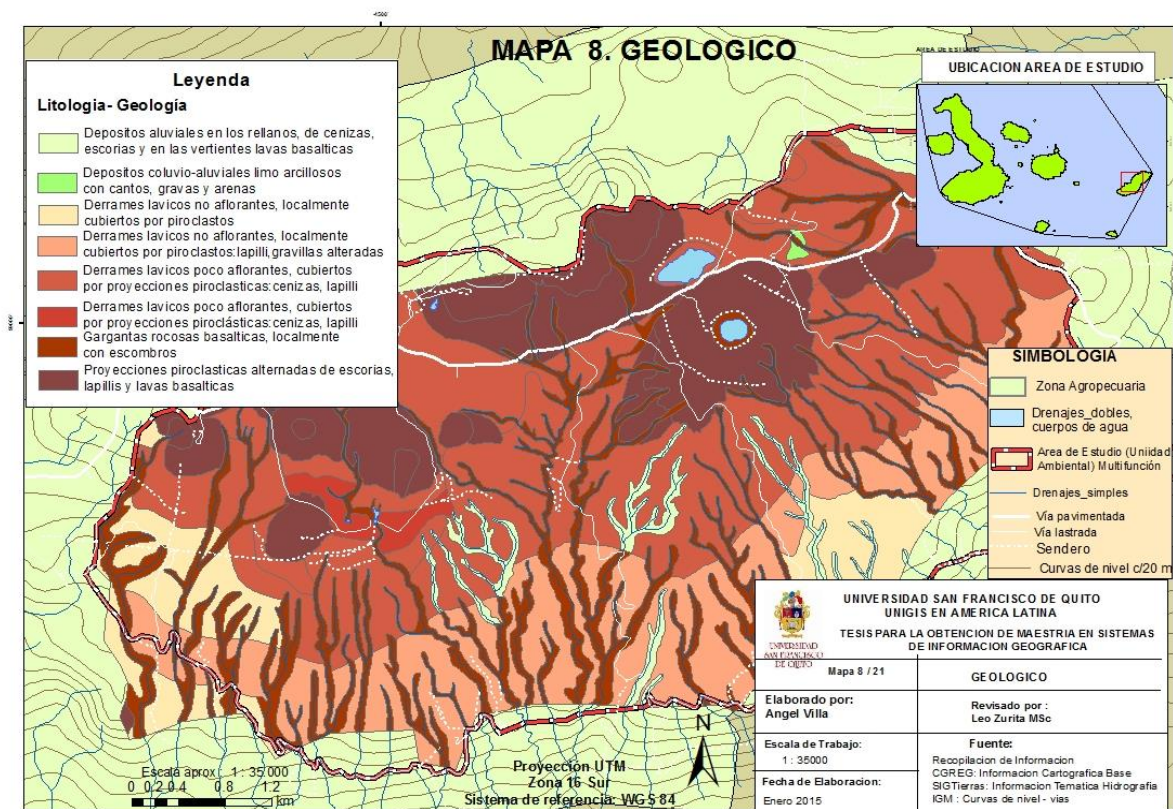 MAPA 8. GEOLOGICO
Leyenda
Litologia- Geología
Depositos aluviales en los rellanos, de cenizas,
escorias y en las vertientes lavas basalticas
Depositos coluvio-aluviales limo arcillosos
con cantos, gravas y arenas
Derrames lavicos no aflorantes, localmente
cubiertos por piroclastos
Derrames lavicos no aflorantes, localmente
cubiertos por piroclastos:lapilli,gravillas alteradas
Derrames lavicos poco aflorantes, cubiertos
por proyecciones piroclasticas: cenizas, lapilli
Derrames lavicos poco aflorantes, cubiertos
por proyecciones piroclásticas: cenizas, lapilli
Gargantas rocosas basalticas, localmente
con escombros
Proyecciones piroclasticas alternadas de escorias,
lapillis y lavas basalticas
AREA DE ESTUDIO
UBICACION AREA DE ESTUDIO
SIMBOLOGIA
Zona Agropecuaria
Drenajes_dobles,
cuerpos de agua
Area de Estudio (Uniidad
Ambiental) Multifunción
Drenajes_simples
Vía pavimentada
Vía lastrada
Sendero
Curvas de nivel c/20 m
UNIVERSIDAD SAN FRANCISCO DE QUITO
UNIGIS EN AMERICA LATINA
TESIS PARA LA OBTENCION DE MAESTRIA EN SISTEMAS
DE INFORMACION GEOGRAFICA
UNIVERSIDAD
SAN FRANCISCO
DE QUITO
Mapa 8 / 21
GEOLOGICO
Elaborado por:
Angel Villa
Revisado por :
Leo Zurita MSc
Escala de Trabajo:
1 : 35000
Fecha de Elaboracion:
Enero 2015
Fuente:
Recopilacion de Informacion
CGREG: Informacion Cartografica Base
SIGTierras: Informacion Tematica Hidrografia
IGM : Curvas de nivel - vias
N
Proyección UTM
Zona 16 Sur
Sistema de referencia: WGS 84
Escala aprox 1 : 35 000
0 0.2 0.4 0.8 1.2
km